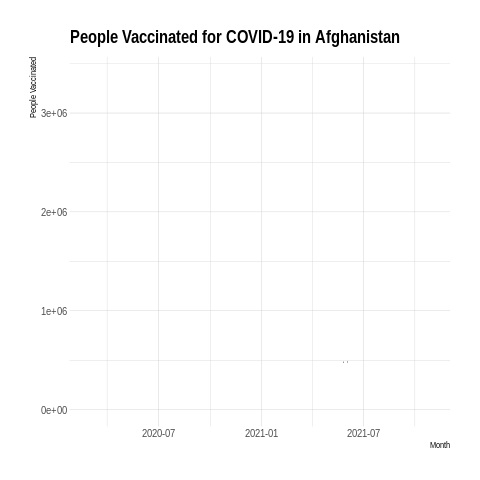 People Vaccinated for COVID-19 in Afghanistan
People Vaccinated
3e+06
2e+06
1e+06
0e+00
2020-07
2021-01
2021-07
Month